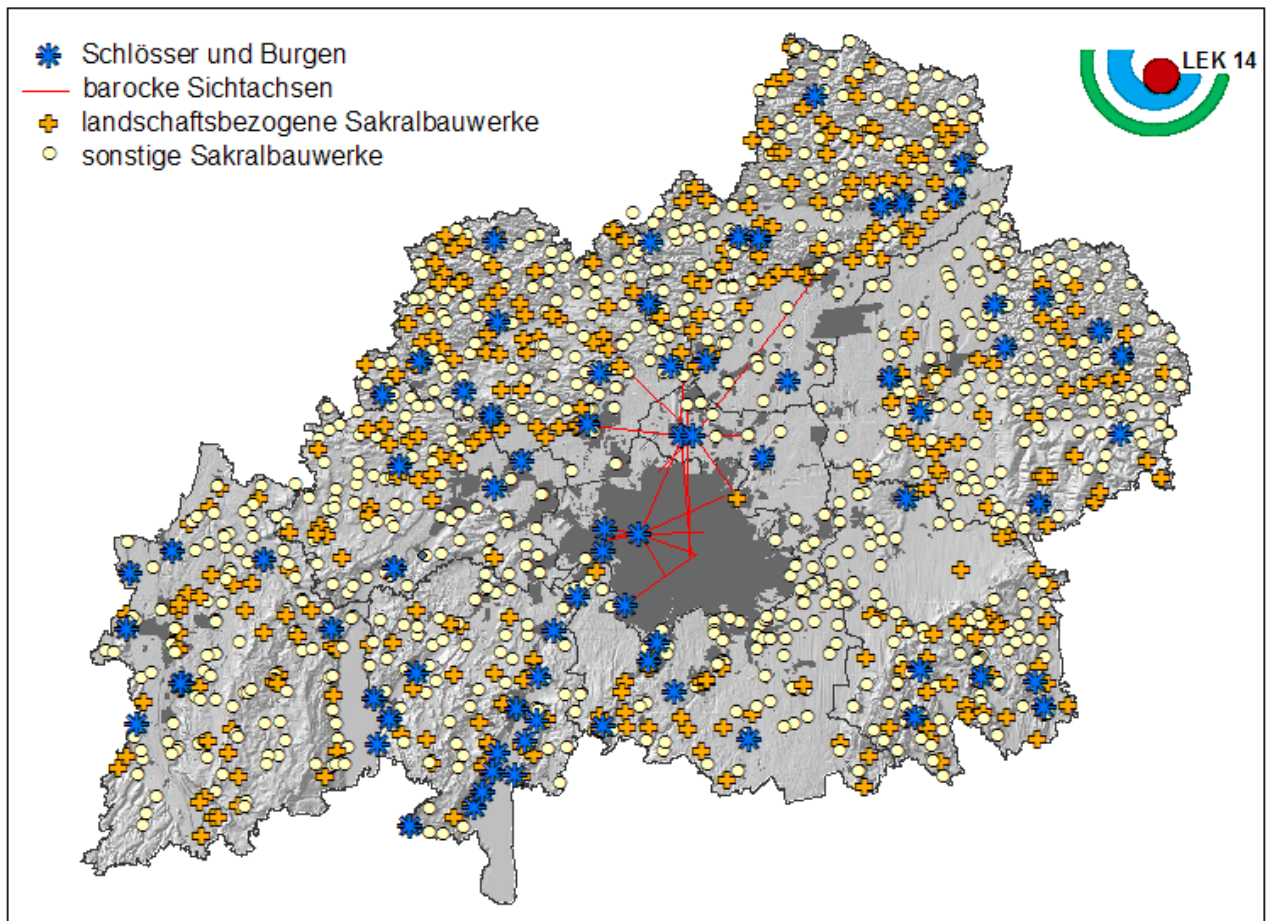 Schlösser und Burgen
barocke Sichtachsen
landschaftsbezogene Sakralbauwerke
sonstige Sakralbauwerke
LEK 14